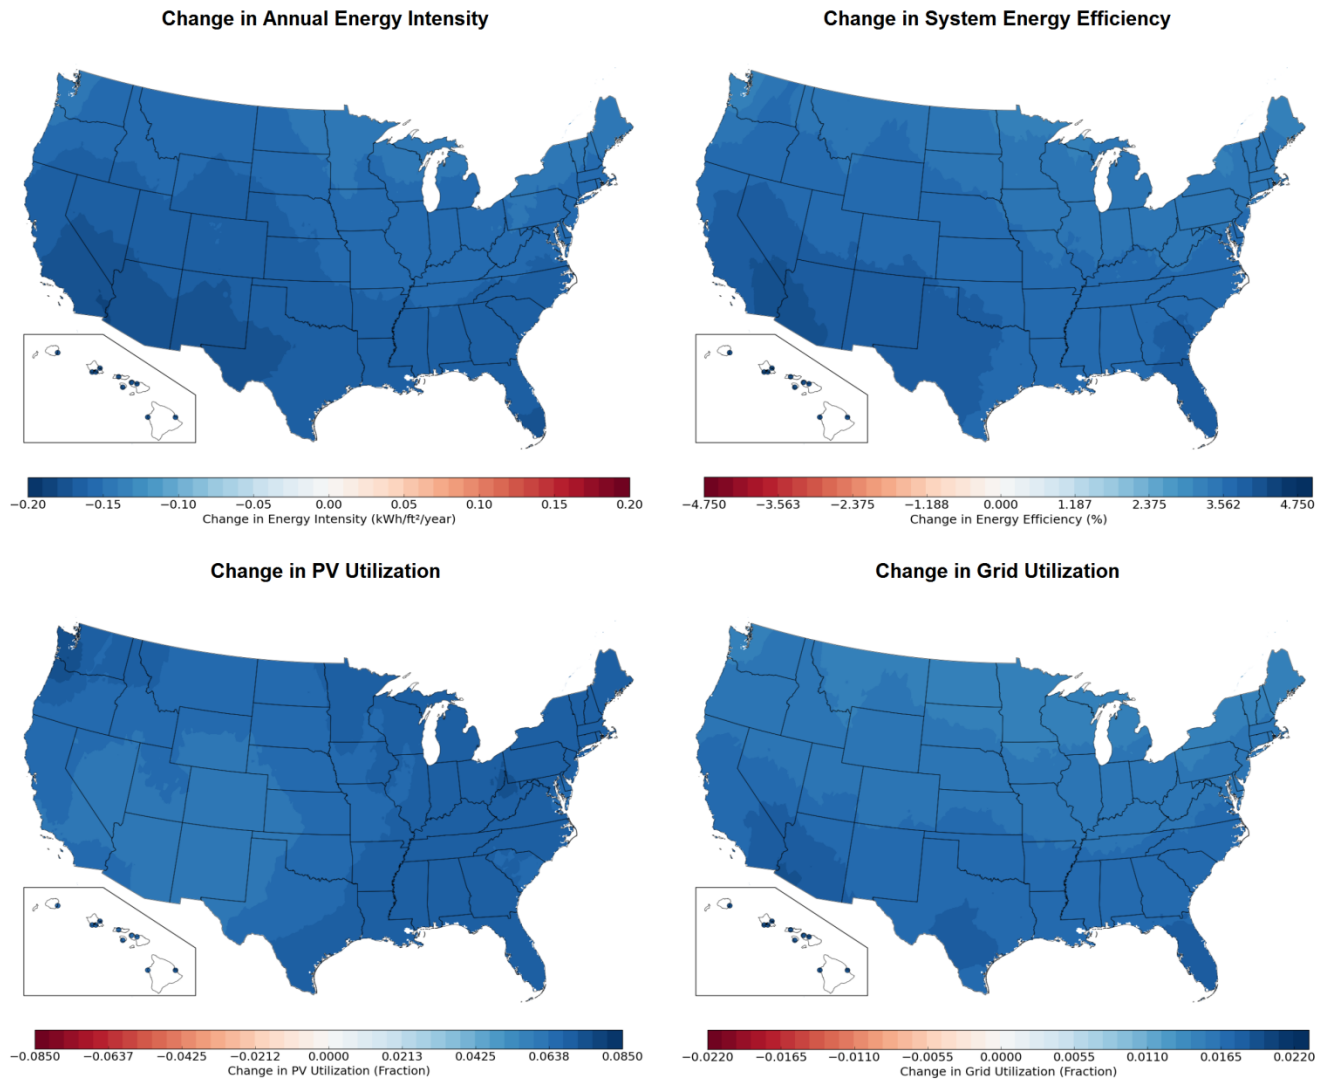 Change in Annual Energy Intensity
Change in System Energy Efficiency
−0.20 −0.15 −0.10 −0.05 0.00 0.05 0.10 0.15 0.20
Change in Energy Intensity (kWh/ft²/year)
−4.750 −3.563 −2.375 −1.188 0.000 1.187 2.375 3.562 4.750
Change in Energy Efficiency (%)
Change in PV Utilization
Change in Grid Utilization
−0.0850 −0.0637 −0.0425 −0.0212 0.0000 0.0213 0.0425 0.0638 0.0850
Change in PV Utilization (Fraction)
−0.0220 −0.0165 −0.0110 −0.0055 0.0000 0.0055 0.0110 0.0165 0.0220
Change in Grid Utilization (Fraction)